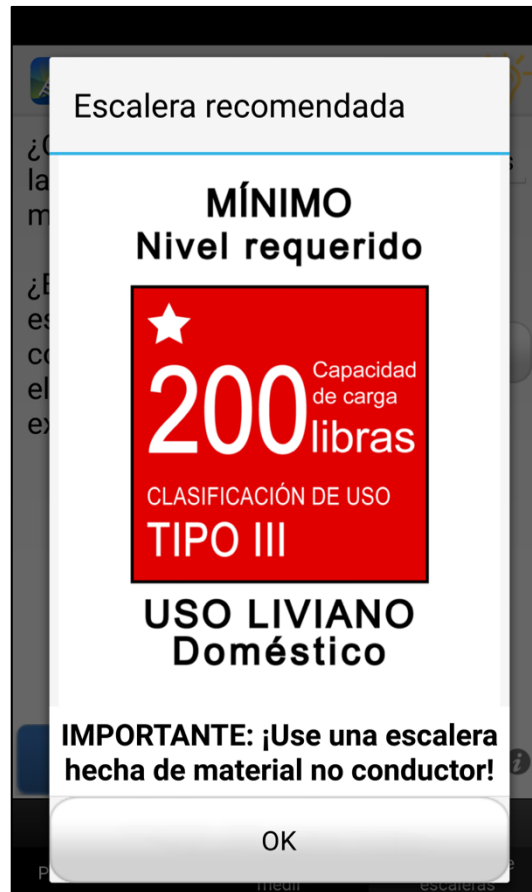 Escalera recomendada
MÍNIMO
Nivel requerido
200 Capacidad
de carga
libras
CLASIFICACIÓN DE USO
TIPO III
USO LIVIANO
Doméstico
IMPORTANTE: ¡Use una escalera
hecha de material no conductor!
OK
escaleras